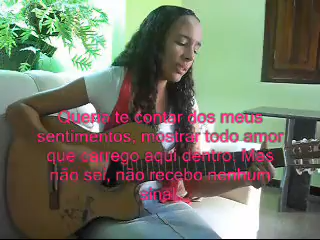 Queria te contar dos meus
sentimentos, mostrar todo amor
que carrego aqui dentro. Mas
não sei, não recebo nenhum
sinal...